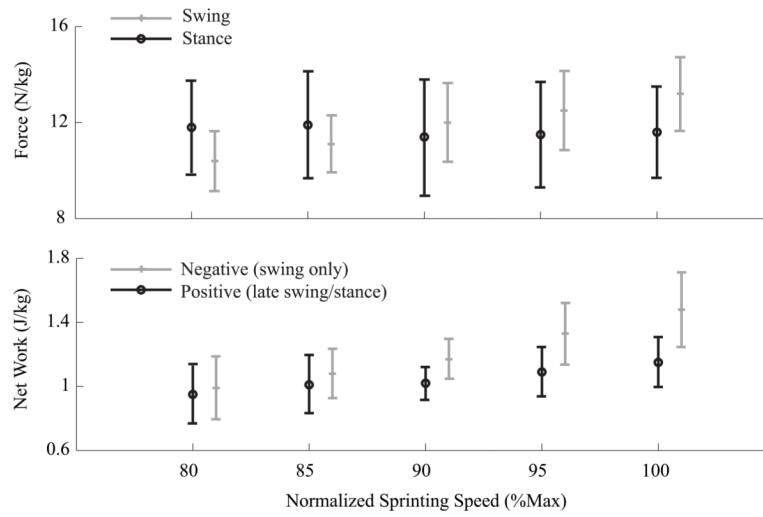 16
12
8
Force (N/kg)
Swing
Stance
1.8
1.4
1
0.6
Net Work (J/kg)
Negative (swing only)
Positive (late swing/stance)
80 85 90 95 100
Normalized Sprinting Speed (%Max)